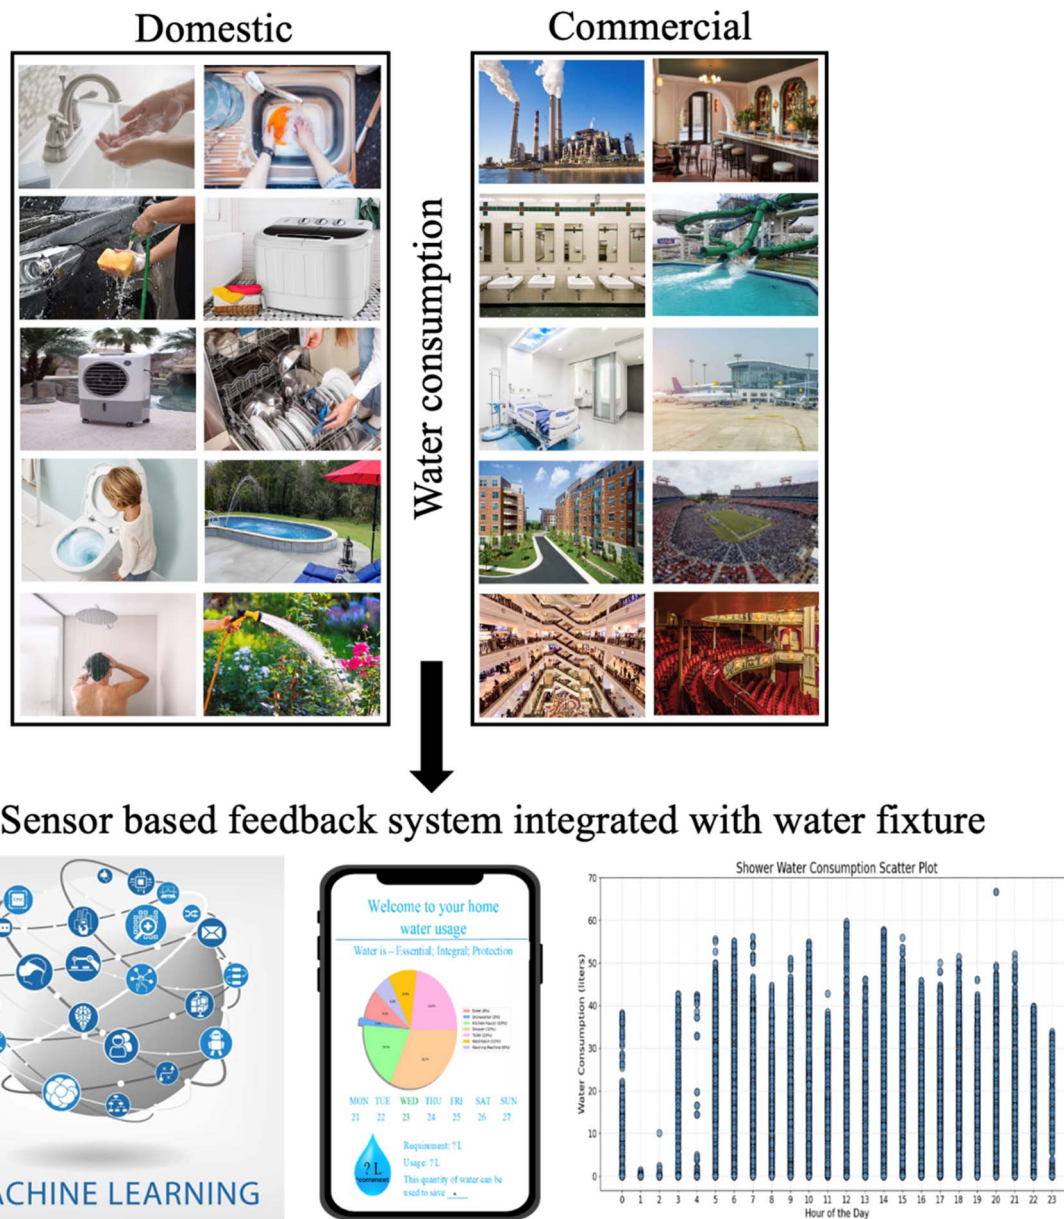 Domestic
Commercial
Water consumption
Sensor based feedback system integrated with water fixture
ACHINE LEARNING
Welcome to your home
water usage
Water is – Essential; Integral; Protection
MON TUE WED THU FRI SAT SUN
21 22 23 24 25 26 27
? L
Requirement: ? L
Usage: ? L
This quantity of water can be
used to save
Shower Water Consumption Scatter Plot
Water Consumption (liters)
70
60
50
40
30
20
10
0
0 1 2 3 4 5 6 7 8 9 10 11 12 13 14 15 16 17 18 19 20 21 22 23
Hour of the Day